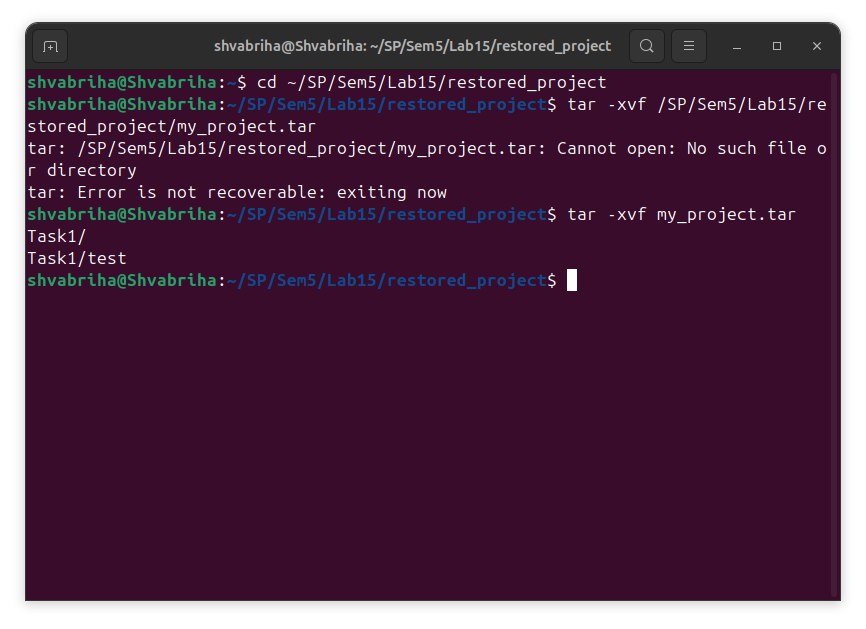 shvabriha@Shvabriha: ~/SP/Sem5/Lab15/restored_project
shvabriha@Shvabriha:~$ cd ~/SP/Sem5/Lab15/restored_project
shvabriha@Shvabriha:~/SP/Sem5/Lab15/restored_project$ tar -xvf /SP/Sem5/Lab15/re
stored_project/my_project.tar
tar: /SP/Sem5/Lab15/restored_project/my_project.tar: Cannot open: No such file o
r directory
tar: Error is not recoverable: exiting now
shvabriha@Shvabriha:~/SP/Sem5/Lab15/restored_project$ tar -xvf my_project.tar
Task1/
Task1/test
shvabriha@Shvabriha:~/SP/Sem5/Lab15/restored_project$